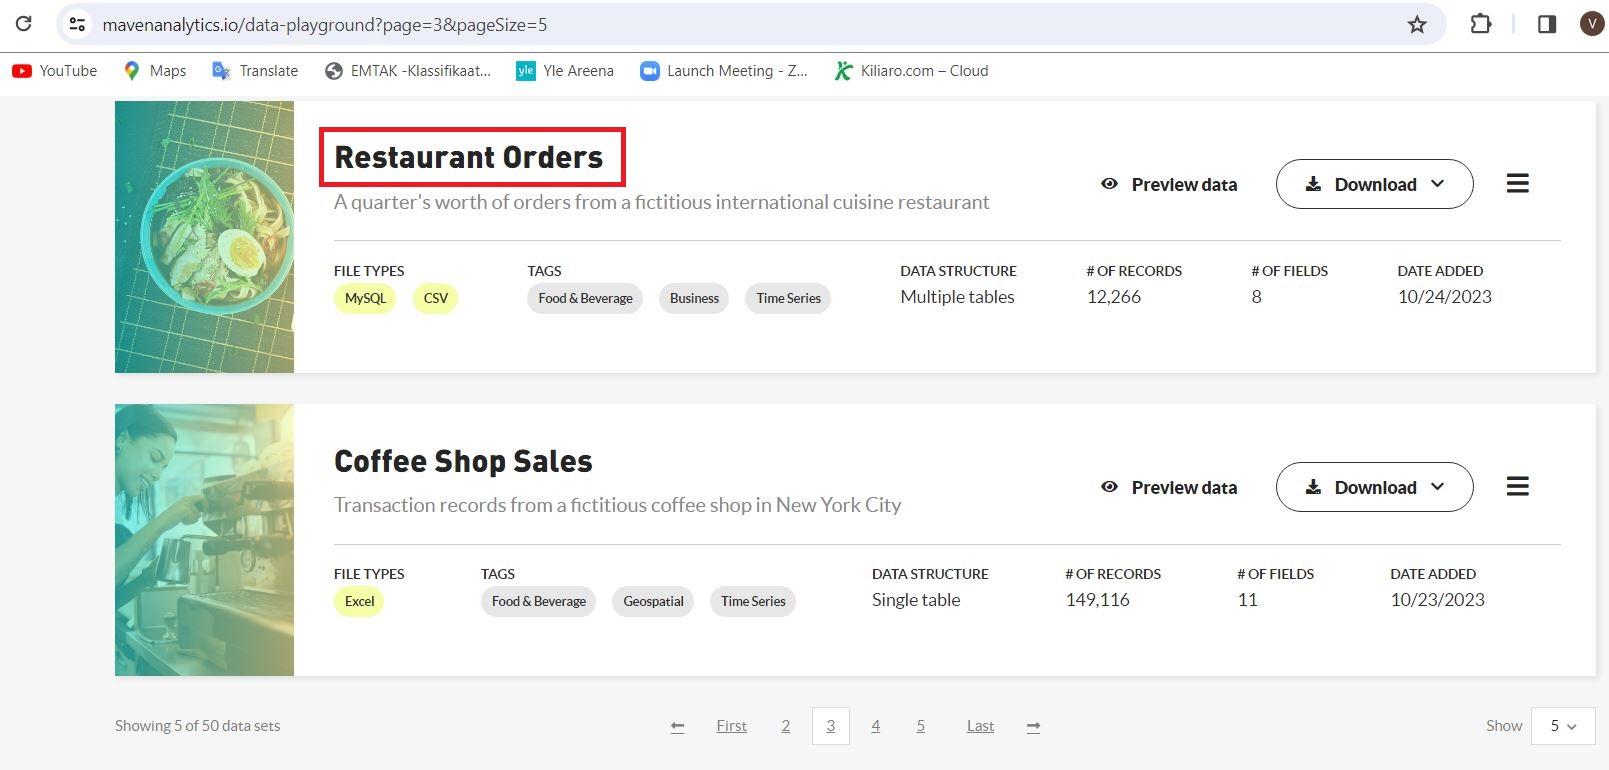 mavenanalytics.io/data-playground?page=3&pageSize=5
V
YouTube Maps Translate EMTAK -Klassifikaat... yle Yle Areena Launch Meeting - Z... Kiliaro.com – Cloud
Restaurant Orders
A quarter's worth of orders from a fictitious international cuisine restaurant
Preview data Download
FILE TYPES TAGS DATA STRUCTURE # OF RECORDS # OF FIELDS DATE ADDED
MySQL CSV Food & Beverage Business Time Series Multiple tables 12,266 8 10/24/2023
Coffee Shop Sales
Transaction records from a fictitious coffee shop in New York City
Preview data Download
FILE TYPES TAGS DATA STRUCTURE # OF RECORDS # OF FIELDS DATE ADDED
Excel Food & Beverage Geospatial Time Series Single table 149,116 11 10/23/2023
Showing 5 of 50 data sets First 2 3 4 5 Last Show 5